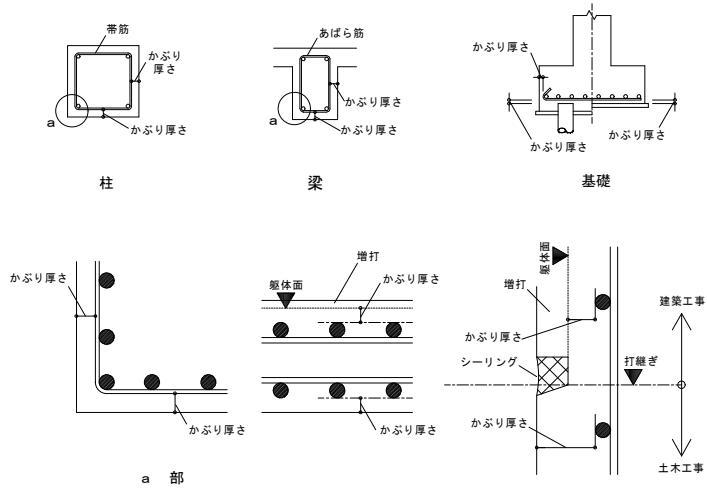 帯筋
かぶり
厚さ
a
かぶり厚さ
柱
あばら筋
かぶり厚さ
a
かぶり厚さ
梁
かぶり厚さ
かぶり厚さ
かぶり厚さ
基礎
かぶり厚さ
かぶり厚さ
a 部
増打
躯体面
かぶり厚さ
かぶり厚さ
躯体面
増打
建築工事
かぶり厚さ
シーリング
打継ぎ
かぶり厚さ
土木工事